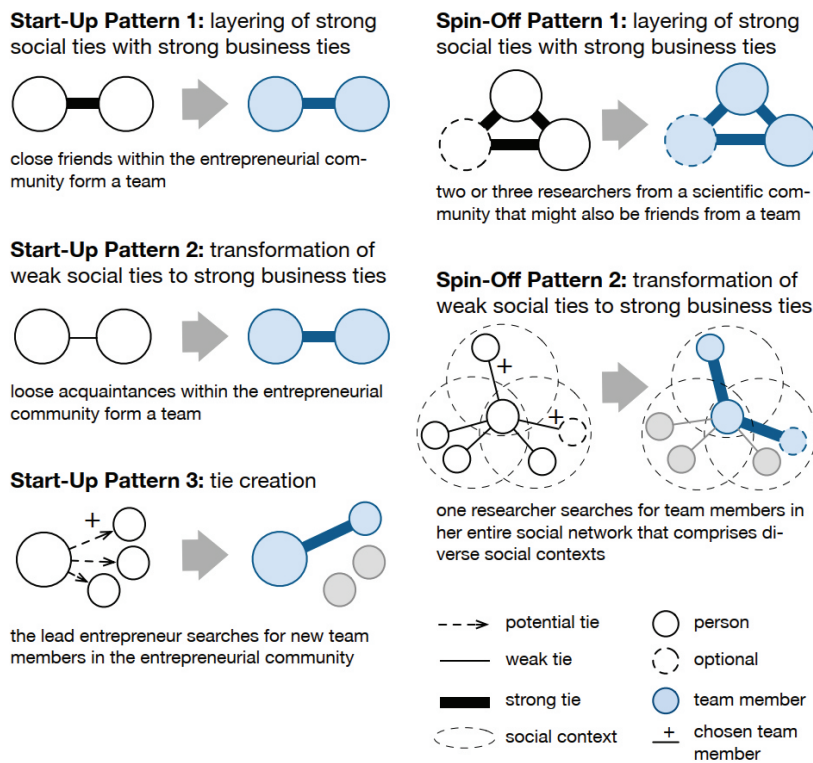 Start-Up Pattern 1: layering of strong
social ties with strong business ties
close friends within the entrepreneurial com-
munity form a team
Start-Up Pattern 2: transformation of
weak social ties to strong business ties
loose acquaintances within the entrepreneurial
community form a team
Start-Up Pattern 3: tie creation
+
the lead entrepreneur searches for new team
members in the entrepreneurial community
Spin-Off Pattern 1: layering of strong
social ties with strong business ties
two or three researchers from a scientific com-
munity that might also be friends from a team
Spin-Off Pattern 2: transformation of
weak social ties to strong business ties
+
+
one researcher searches for team members in
her entire social network that comprises di-
verse social contexts
potential tie
person
weak tie
optional
strong tie
team member
social context
+
chosen team
member